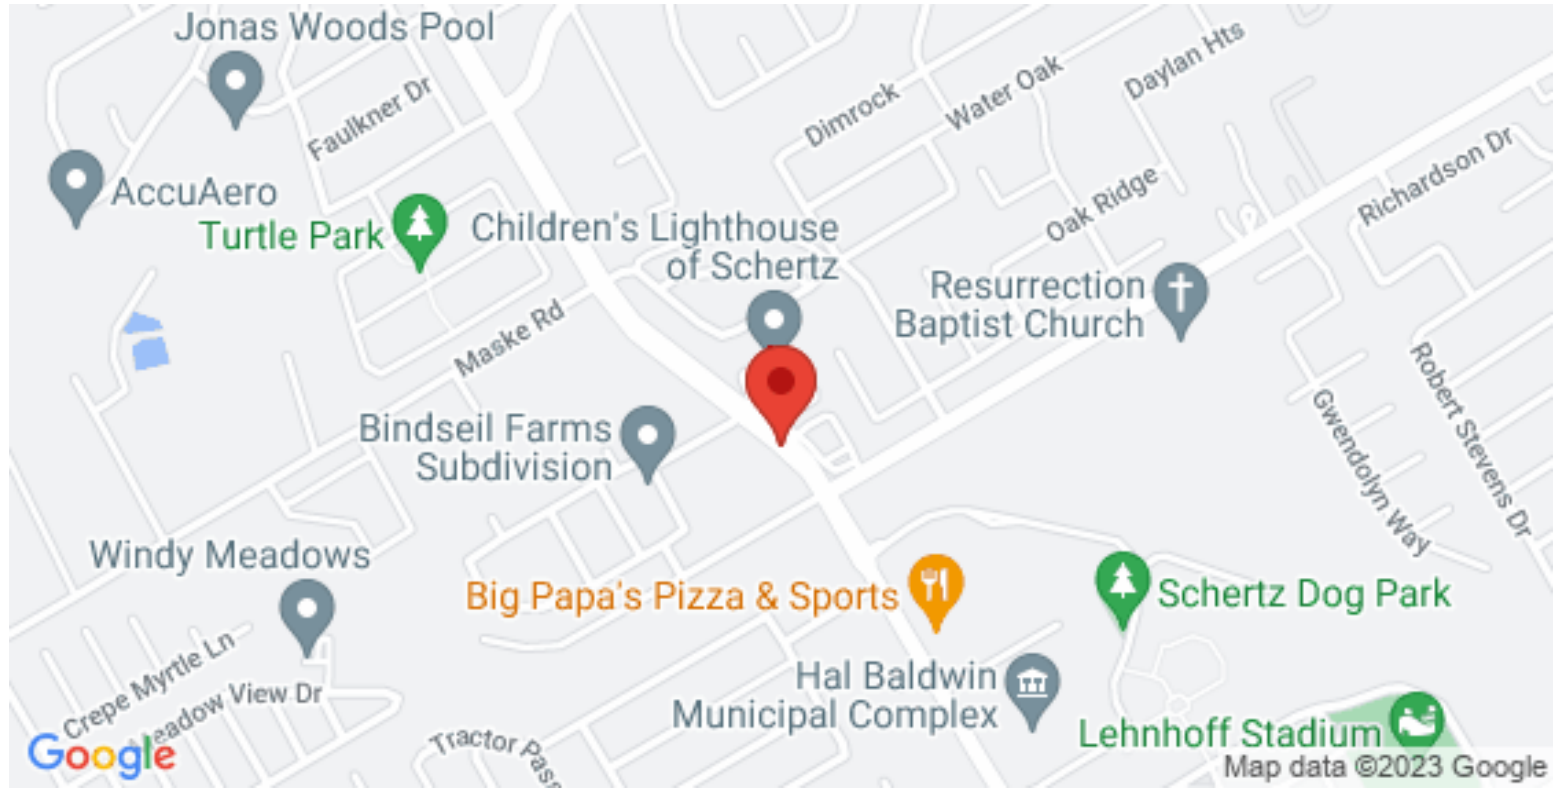 Jonas Woods Pool
Faulkner Dr
Dimrock
Water Oak
Daylan Hts
AccuAero
Turtle Park
Children's Lighthouse
of Schertz
Oak Ridge
Richardson Dr
Resurrection
Baptist Church
Maske Rd
Bindseil Farms
Subdivision
Gwendolyn Way
Robert Stevens Dr
Windy Meadows
Big Papa's Pizza & Sports
Schertz Dog Park
Crepe Myrtle Ln
Meadow View Dr
Hal Baldwin
Municipal Complex
Tractor Pass
Lehnhoff Stadium
Google
Map data ©2023 Google